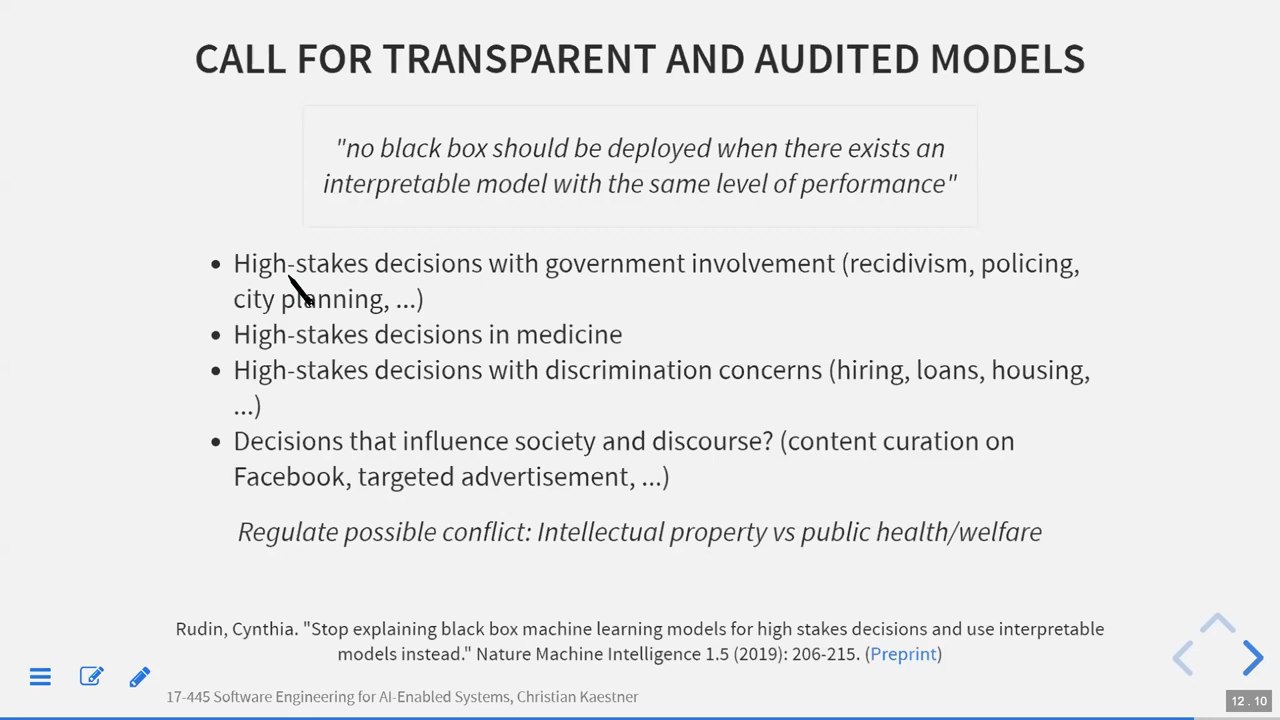 CALL FOR TRANSPARENT AND AUDITED MODELS
"no black box should be deployed when there exists an
interpretable model with the same level of performance"
High-stakes decisions with government involvement (recidivism, policing,
city planning, ...)
High-stakes decisions in medicine
High-stakes decisions with discrimination concerns (hiring, loans, housing,
...)
Decisions that influence society and discourse? (content curation on
Facebook, targeted advertisement, ...)
Regulate possible conflict: Intellectual property vs public health/welfare
Rudin, Cynthia. "Stop explaining black box machine learning models for high stakes decisions and use interpretable
models instead." Nature Machine Intelligence 1.5 (2019): 206-215. (Preprint)
17-445 Software Engineering for AI-Enabled Systems, Christian Kaestner
12.10